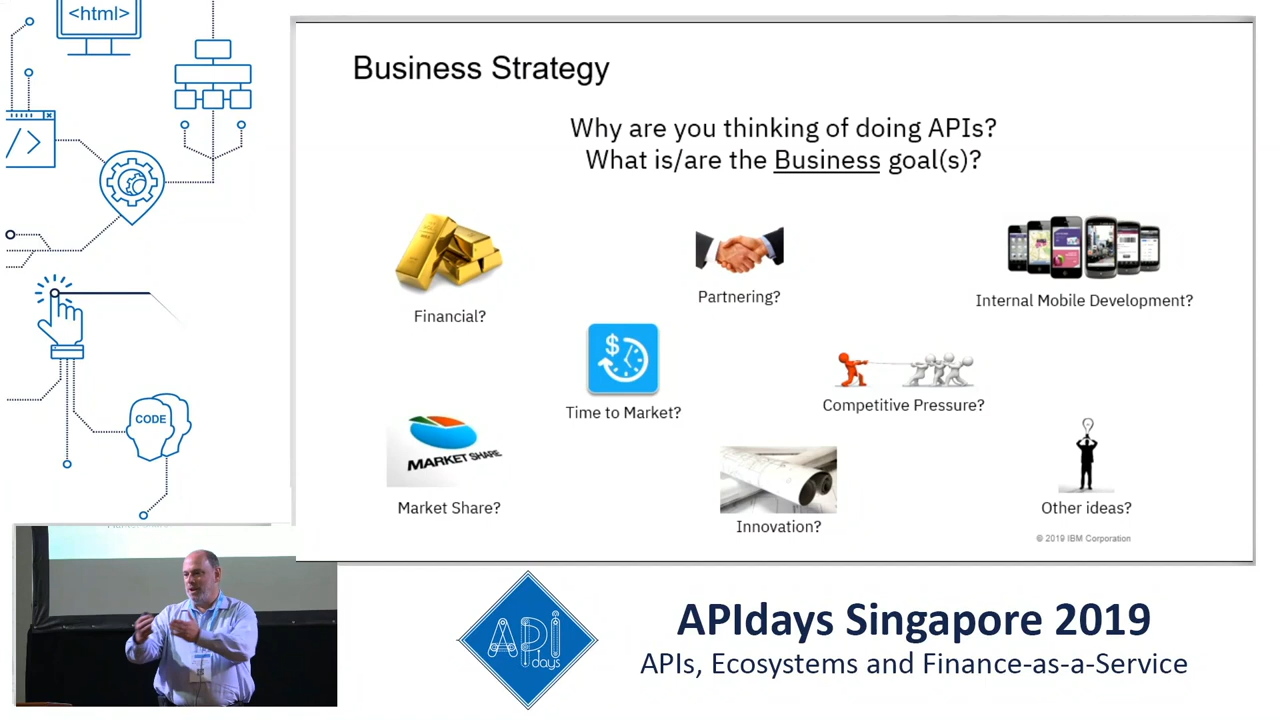 <html>
Business Strategy
Why are you thinking of doing APIs?
What is/are the Business goal(s)?
Financial?
Partnering?
Internal Mobile Development?
$
Time to Market?
Competitive Pressure?
MARKET SHARE
Market Share?
Innovation?
Other ideas?
© 2019 IBM Corporation
</>
CODE
API
days
APIdays Singapore 2019
APIs, Ecosystems and Finance-as-a-Service